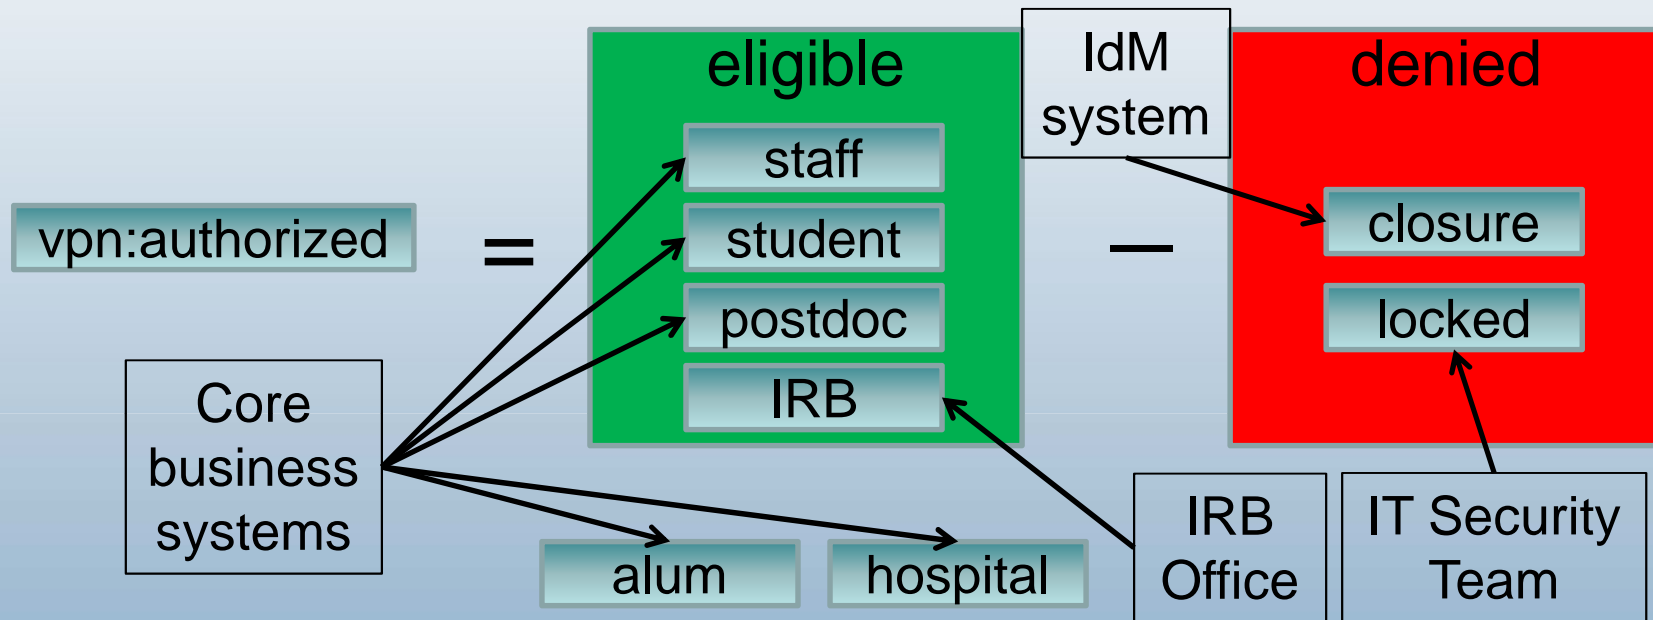 eligible
IdM
system
denied
staff
closure
vpn:authorized
=
student
–
postdoc
locked
IRB
Core
business
systems
alum
hospital
IRB
Office
IT Security
Team